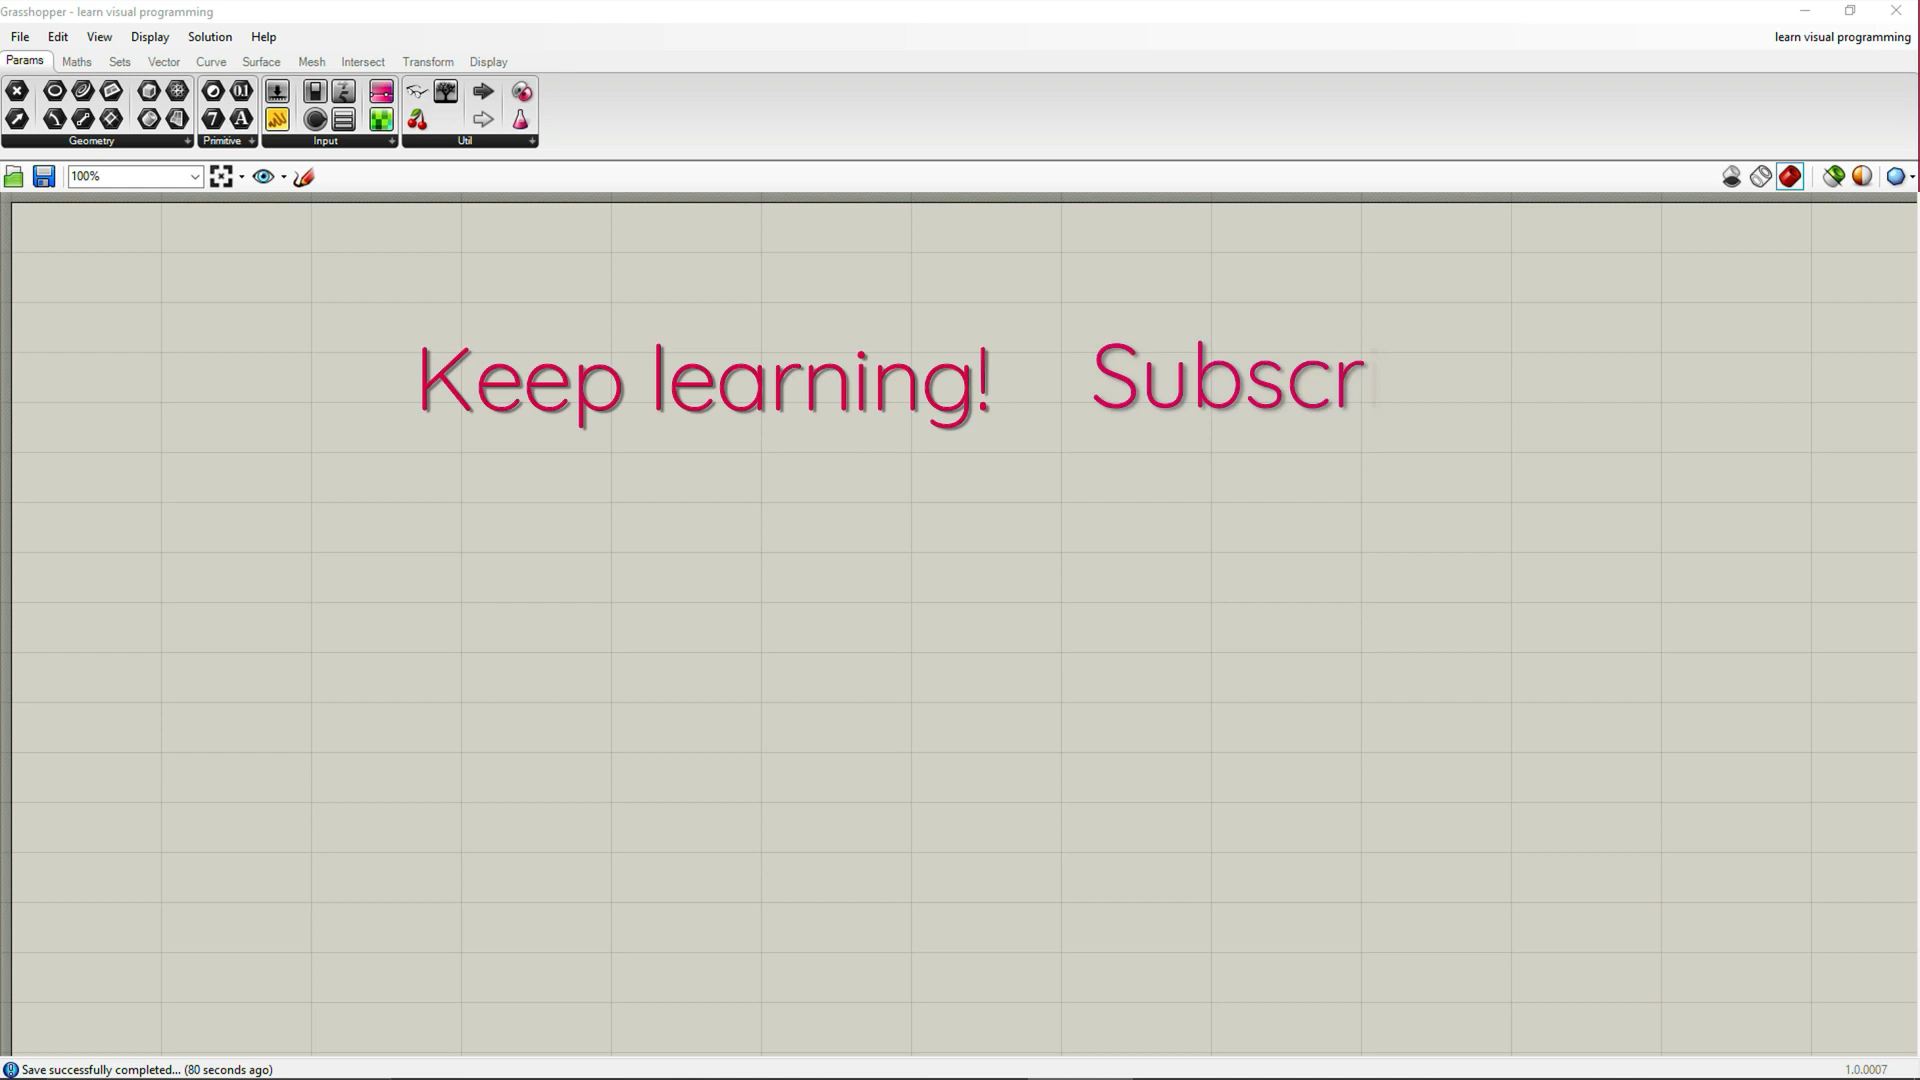 Grasshopper - learn visual programming
File Edit View Display Solution Help
learn visual programming
Params Maths Sets Vector Curve Surface Mesh Intersect Transform Display
Geometry Primitive Input Util
100%
Keep learning! Subscr
Save successfully completed... (80 seconds ago)
1.0.0007